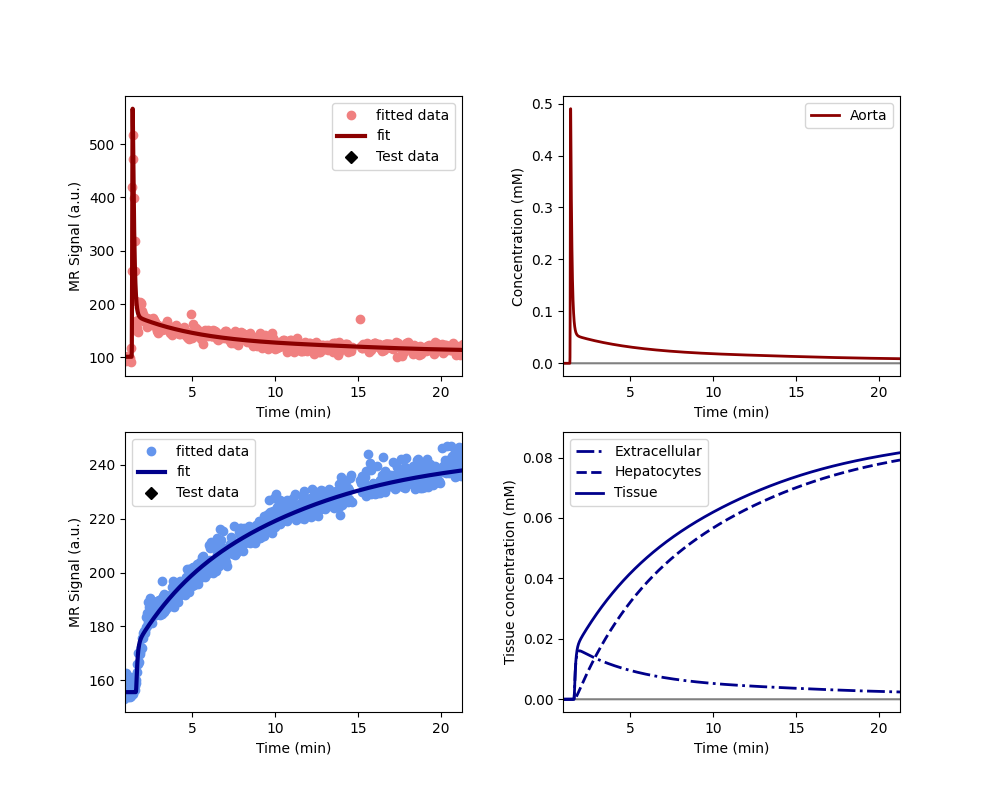 MR Signal (a.u.)
500
400
300
200
100
fitted data
fit
Test data
5 10 15 20
Time (min)
Concentration (mM)
0.5
0.4
0.3
0.2
0.1
0.0
Aorta
5 10 15 20
Time (min)
MR Signal (a.u.)
240
220
200
180
160
fitted data
fit
Test data
5 10 15 20
Time (min)
Tissue concentration (mM)
0.08
0.06
0.04
0.02
0.00
Extracellular
Hepatocytes
Tissue
5 10 15 20
Time (min)